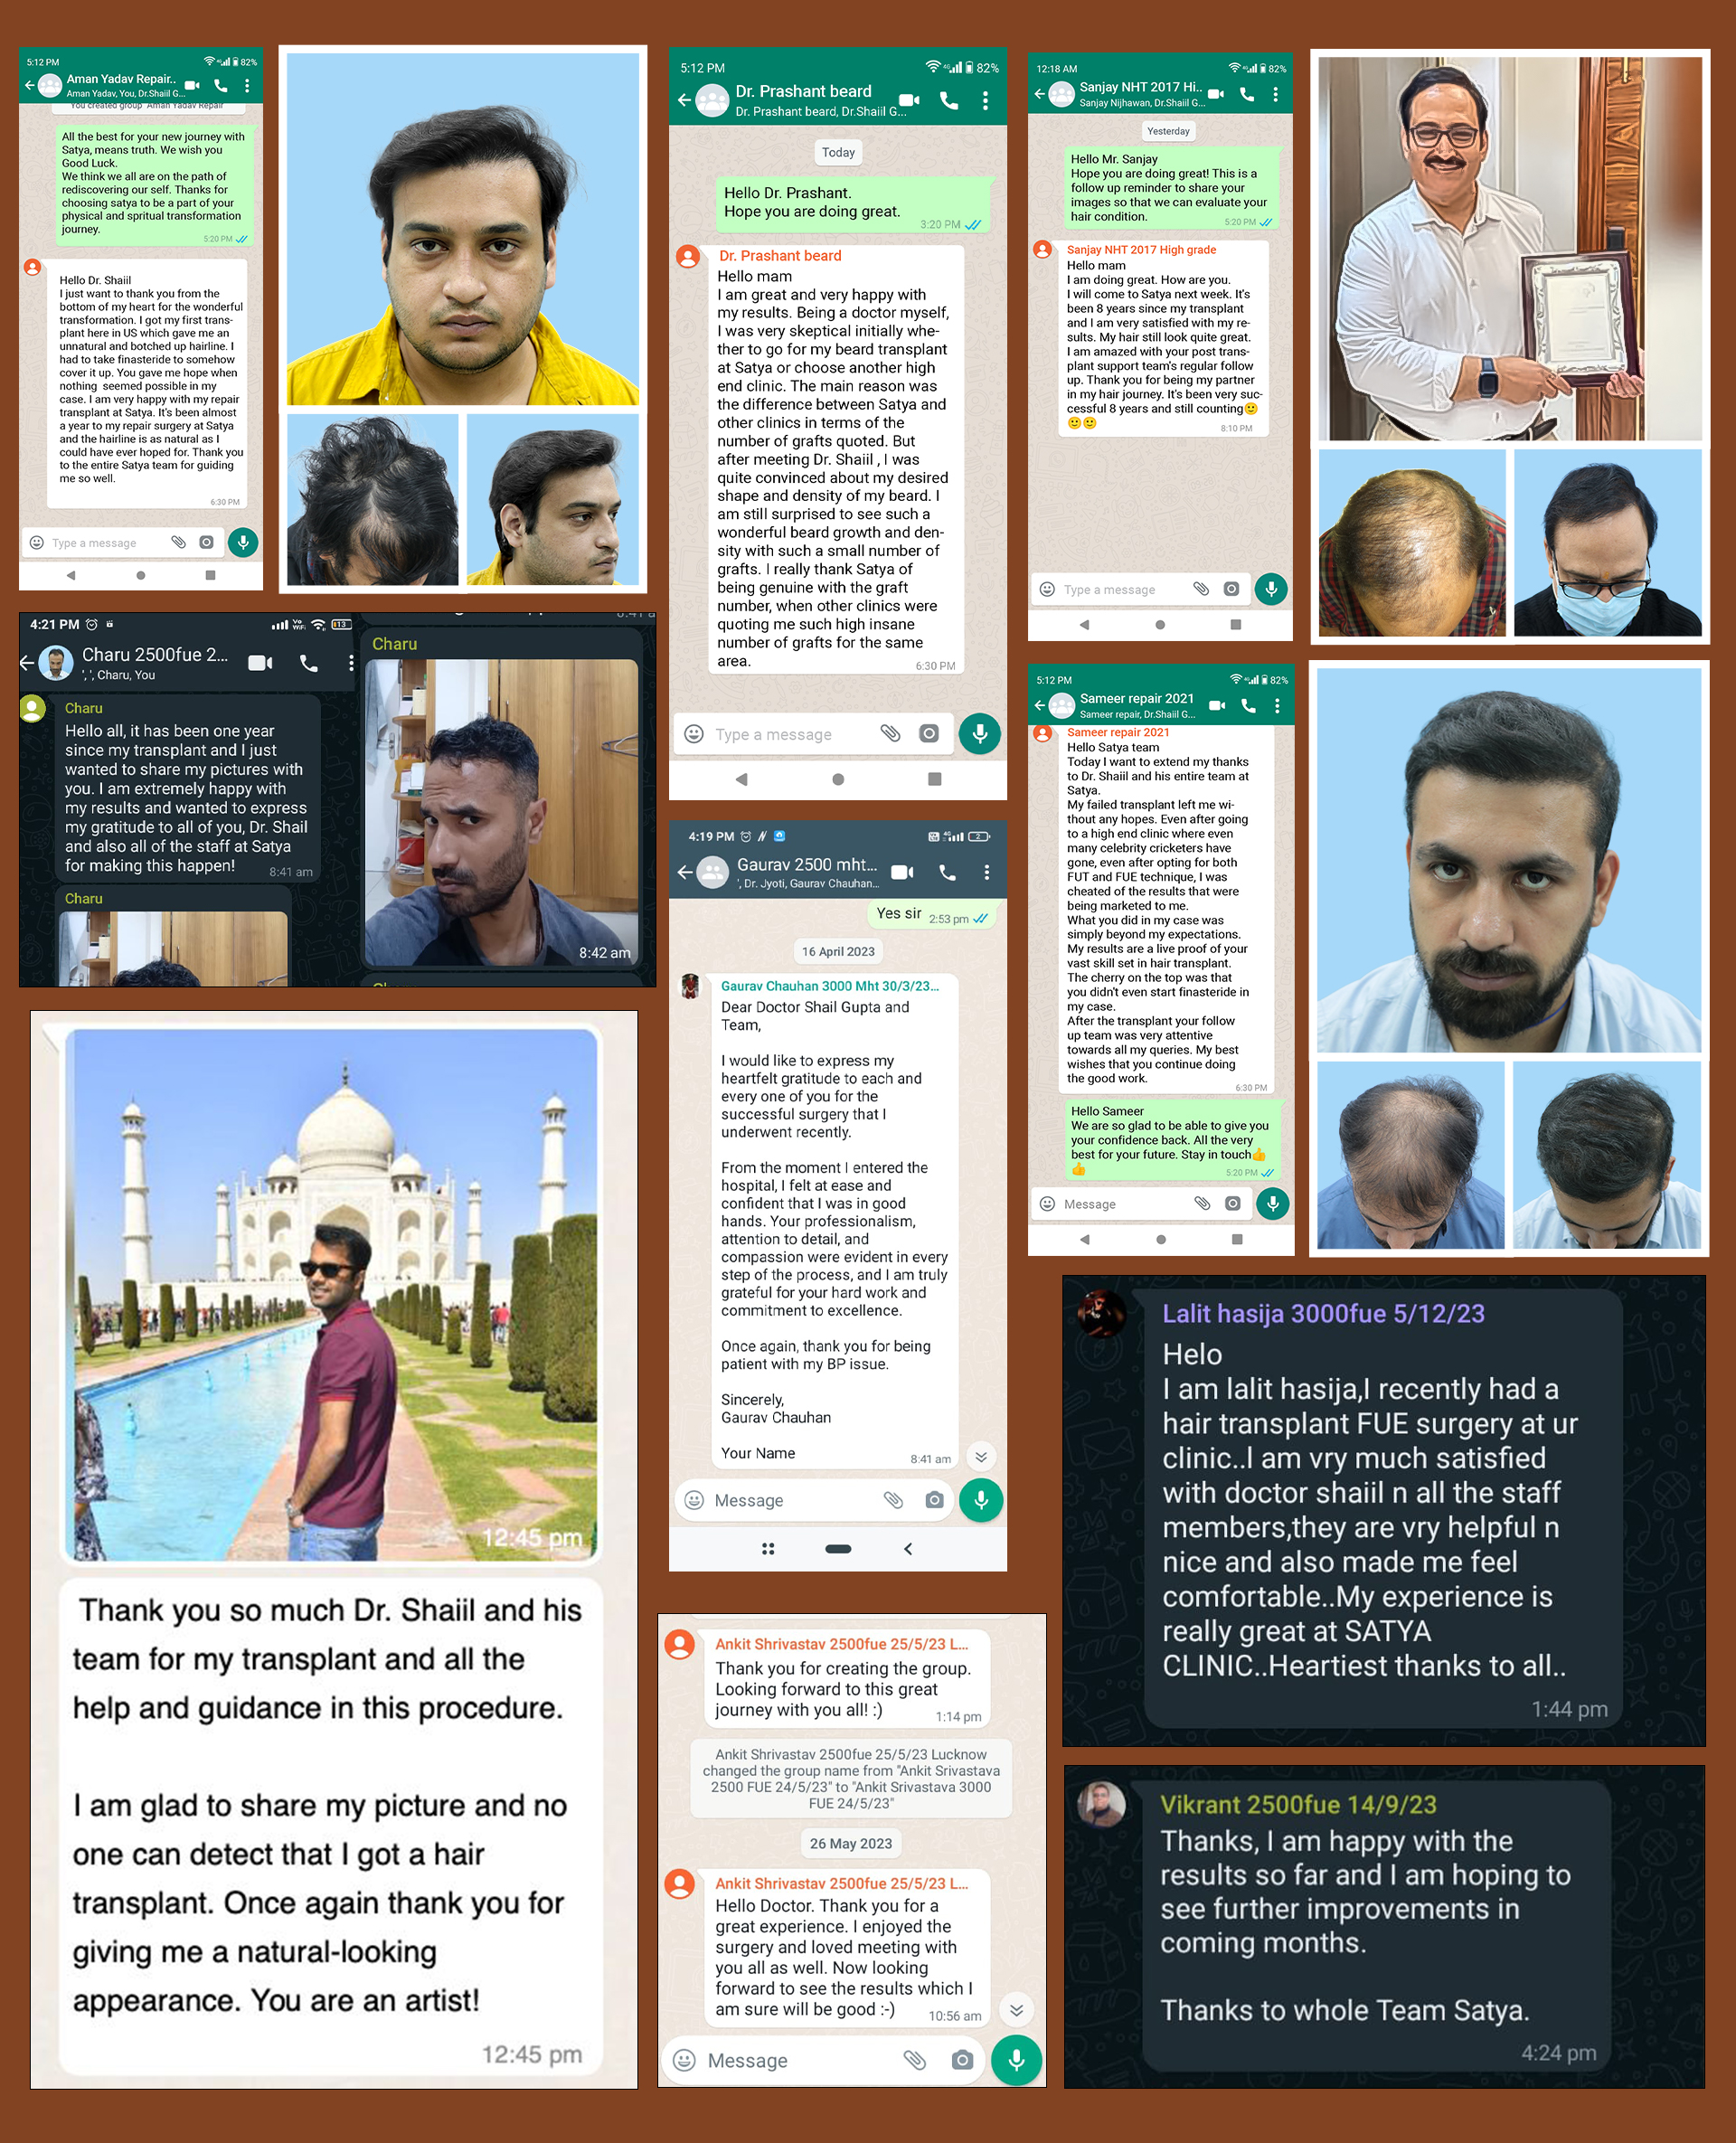 5:12 PM
82%
Aman Yadav Repair..
Aman Yadav, You, Dr.Shaiil G...
You created group "Aman Yadav Repair"
All the best for your new journey with
Satya, means truth. We wish you
Good Luck.
We think we all are on the path of
rediscovering our self. Thanks for
choosing satya to be a part of your
physical and spritual transformation
journey.
5:20 PM
Hello Dr. Shaiil
I just want to thank you from the
bottom of my heart for the wonderful
transformation. I got my first trans-
plant here in US which gave me an
unnatural and botched up hairline. I
had to take finasteride to somehow
cover it up. You gave me hope when
nothing seemed possible in my
case. I am very happy with my repair
transplant at Satya. It's been almost
a year to my repair surgery at Satya
and the hairline is as natural as I
could have ever hoped for. Thank you
to the entire Satya team for guiding
me so well.
6:30 PM
Type a message
5:12 PM
4G
82%
Dr. Prashant beard
Dr. Prashant beard, Dr.Shaiil G...
Today
Hello Dr. Prashant.
Hope you are doing great.
3:20 PM
Dr. Prashant beard
Hello mam
I am great and very happy with
my results. Being a doctor myself,
I was very skeptical initially whe-
ther to go for my beard transplant
at Satya or choose another high
end clinic. The main reason was
the difference between Satya and
other clinics in terms of the
number of grafts quoted. But
after meeting Dr. Shaiil , I was
quite convinced about my desired
shape and density of my beard. I
am still surprised to see such a
wonderful beard growth and den-
sity with such a small number of
grafts. I really thank Satya of
being genuine with the graft
number, when other clinics were
quoting me such high insane
number of grafts for the same
area.
6:30 PM
Type a message
12:18 AM
82%
Sanjay NHT 2017 Hi..
Sanjay Nijhawan, Dr.Shaiil G...
Yesterday
Hello Mr. Sanjay
Hope you are doing great! This is a
follow up reminder to share your
images so that we can evaluate your
hair condition.
5:20 PM
Sanjay NHT 2017 High grade
Hello mam
I am doing great. How are you.
I will come to Satya next week. It's
been 8 years since my transplant
and I am very satisfied with my re-
sults. My hair still look quite great.
I am amazed with your post trans-
plant support team's regular follow
up. Thank you for being my partner
in my hair journey. It's been very suc-
cessful 8 years and still counting🙂
🙂🙂
8:10 PM
Type a message
4:21 PM
Vo WiFi
13
Charu 2500fue 2...
',', Charu, You
Charu
Hello all, it has been one year
since my transplant and I just
wanted to share my pictures with
you. I am extremely happy with
my results and wanted to express
my gratitude to all of you, Dr. Shail
and also all of the staff at Satya
for making this happen!
8:41 am
Charu
Charu
8:42 am
5:12 PM
82%
Sameer repair 2021
Sameer repair, Dr.Shaiil G...
Sameer repair 2021
Hello Satya team
Today I want to extend my thanks
to Dr. Shaiil and his entire team at
Satya.
My failed transplant left me wi-
thout any hopes. Even after going
to a high end clinic where even
many celebrity cricketers have
gone, even after opting for both
FUT and FUE technique, I was
cheated of the results that were
being marketed to me.
What you did in my case was
simply beyond my expectations.
My results are a live proof of your
vast skill set in hair transplant.
The cherry on the top was that
you didn't even start finasteride in
my case.
After the transplant your follow
up team was very attentive
towards all my queries. My best
wishes that you continue doing
the good work.
6:30 PM
Hello Sameer
We are so glad to be able to give you
your confidence back. All the very
best for your future. Stay in touch👍
👍
5:20 PM
Message
4:19 PM
2
Gaurav 2500 mht...
', Dr. Jyoti, Gaurav Chauhan...
Yes sir
2:53 pm
16 April 2023
Gaurav Chauhan 3000 Mht 30/3/23...
Dear Doctor Shail Gupta and
Team,
I would like to express my
heartfelt gratitude to each and
every one of you for the
successful surgery that I
underwent recently.
From the moment I entered the
hospital, I felt at ease and
confident that I was in good
hands. Your professionalism,
attention to detail, and
compassion were evident in every
step of the process, and I am truly
grateful for your hard work and
commitment to excellence.
Once again, thank you for being
patient with my BP issue.
Sincerely,
Gaurav Chauhan
Your Name
8:41 am
Message
12:45 pm
Thank you so much Dr. Shaiil and his
team for my transplant and all the
help and guidance in this procedure.
I am glad to share my picture and no
one can detect that I got a hair
transplant. Once again thank you for
giving me a natural-looking
appearance. You are an artist!
12:45 pm
Ankit Shrivastav 2500fue 25/5/23 L...
Thank you for creating the group.
Looking forward to this great
journey with you all! :)
1:14 pm
Ankit Shrivastav 2500fue 25/5/23 Lucknow
changed the group name from "Ankit Srivastava
2500 FUE 24/5/23" to "Ankit Srivastava 3000
FUE 24/5/23"
26 May 2023
Ankit Shrivastav 2500fue 25/5/23 L...
Hello Doctor. Thank you for a
great experience. I enjoyed the
surgery and loved meeting with
you all as well. Now looking
forward to see the results which I
am sure will be good :-)
10:56 am
Message
Lalit hasija 3000fue 5/12/23
Helo
I am lalit hasija,I recently had a
hair transplant FUE surgery at ur
clinic..I am vry much satisfied
with doctor shaiil n all the staff
members,they are vry helpful n
nice and also made me feel
comfortable..My experience is
really great at SATYA
CLINIC..Heartiest thanks to all..
1:44 pm
Vikrant 2500fue 14/9/23
Thanks, I am happy with the
results so far and I am hoping to
see further improvements in
coming months.
Thanks to whole Team Satya.
4:24 pm